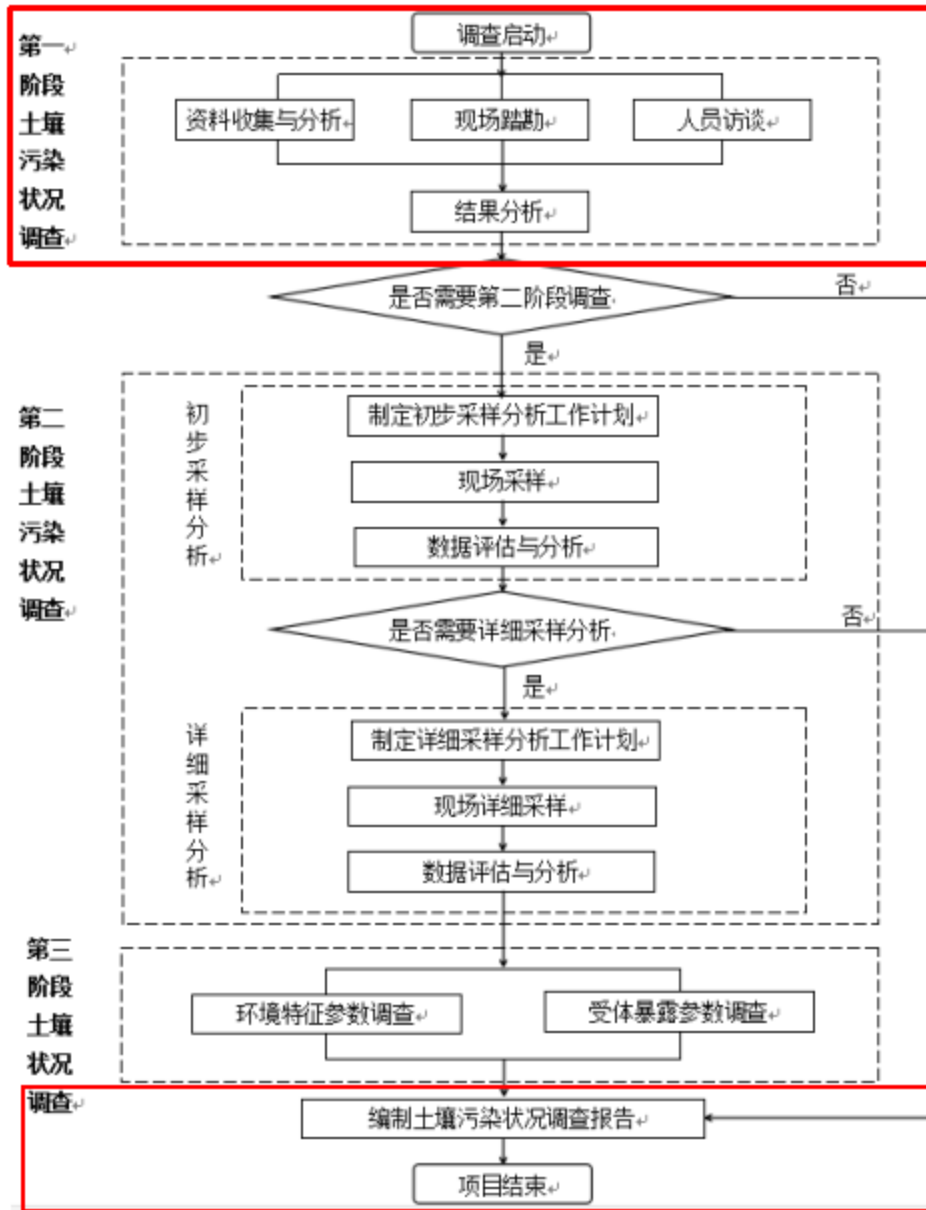 调查启动
第一
阶段
土壤
污染
状况
调查
资料收集与分析
现场踏勘
人员访谈
结果分析
是否需要第二阶段调查
否
是
第二
阶段
土壤
污染
状况
调查
初
步
采
样
分
析
制定初步采样分析工作计划
现场采样
数据评估与分析
是否需要详细采样分析
否
是
详
细
采
样
分
析
制定详细采样分析工作计划
现场详细采样
数据评估与分析
第三
阶段
土壤
状况
调查
环境特征参数调查
受体暴露参数调查
编制土壤污染状况调查报告
项目结束